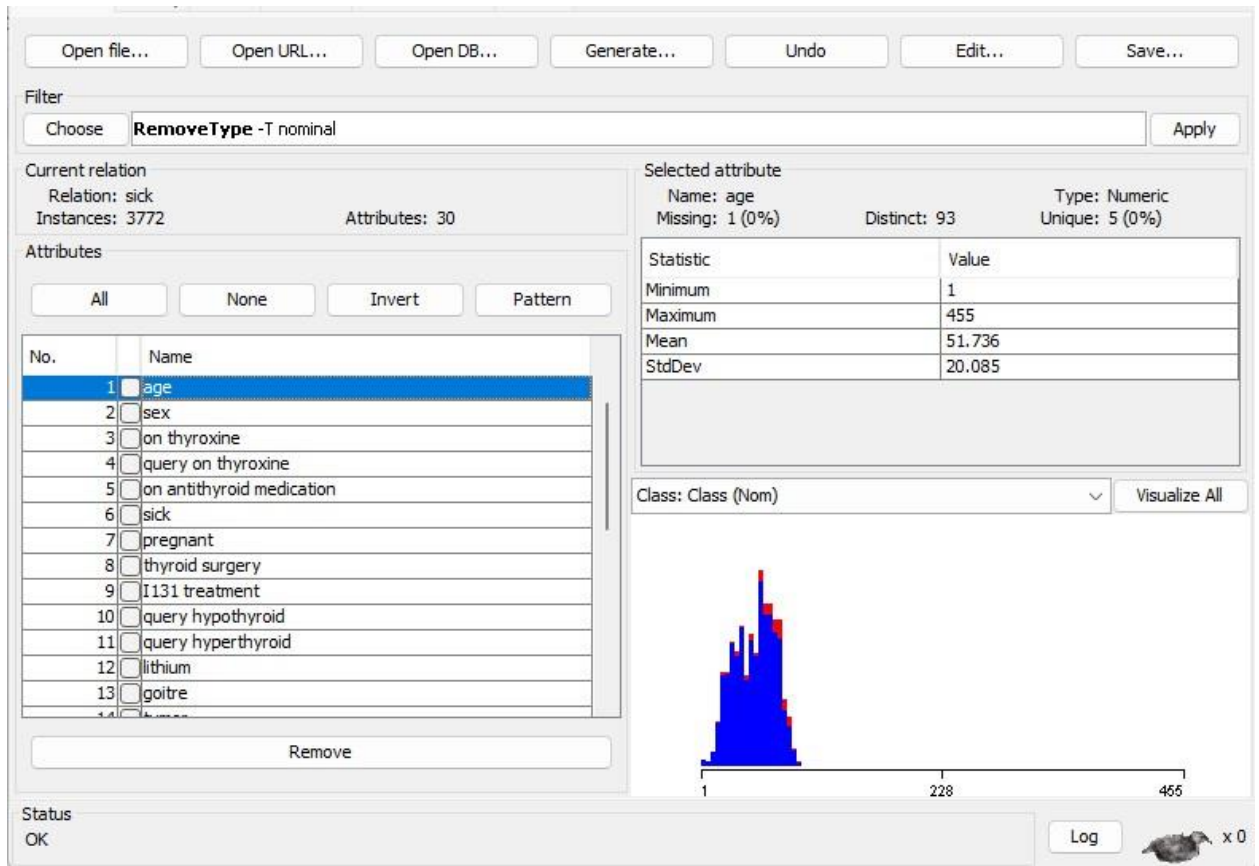 Open file... Open URL... Open DB... Generate... Undo Edit... Save...
Filter
Choose RemoveType -T nominal Apply
Current relation
Relation: sick
Instances: 3772 Attributes: 30
Attributes
All None Invert Pattern
No. Name
1 age
2 sex
3 on thyroxine
4 query on thyroxine
5 on antithyroid medication
6 sick
7 pregnant
8 thyroid surgery
9 I131 treatment
10 query hypothyroid
11 query hyperthyroid
12 lithium
13 goitre
Remove
Selected attribute
Name: age Type: Numeric
Missing: 1 (0%) Distinct: 93 Unique: 5 (0%)
Statistic Value
Minimum 1
Maximum 455
Mean 51.736
StdDev 20.085
Class: Class (Nom) Visualize All
1 228 455
Status
OK Log x 0